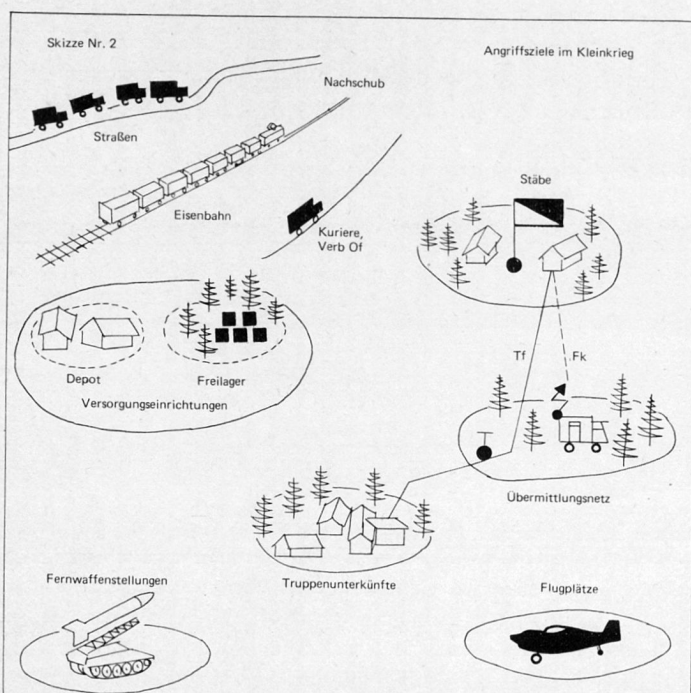 Skizze Nr. 2
Angriffsziele im Kleinkrieg
Nachschub
Straßen
Eisenbahn
Kuriere,
Verb Of
Stäbe
Tf
Fk
Depot
Freilager
Versorgungseinrichtungen
Übermittlungsnetz
Truppenunterkünfte
Fernwaffenstellungen
Flugplätze